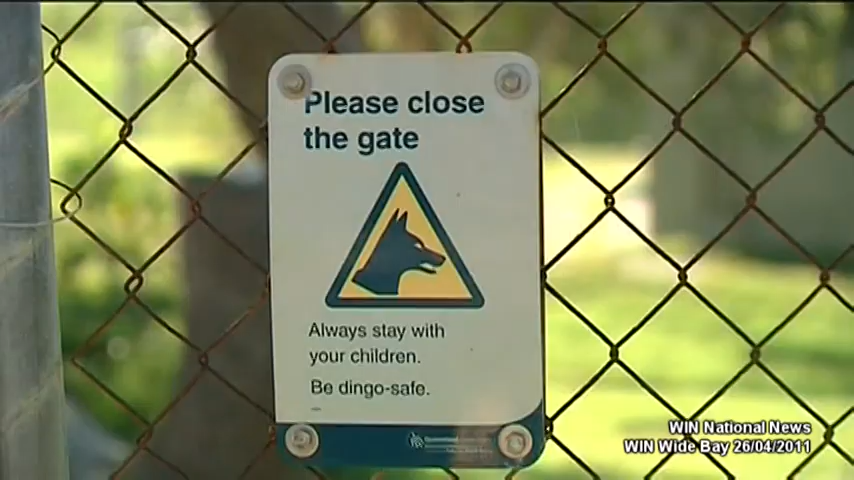 Please close
the gate
Always stay with
your children.
Be dingo-safe.
Queensland
WIN National News
WIN Wide Bay 26/04/2011